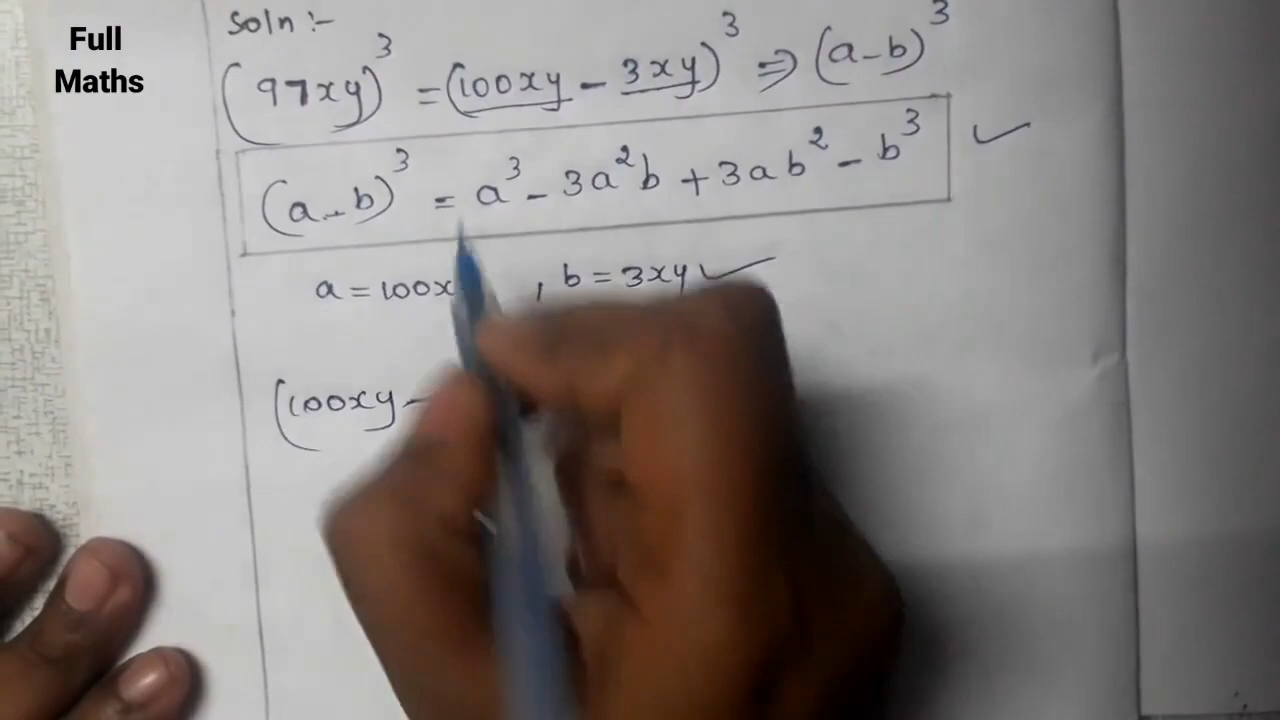 Full
Maths
Soln :-
(97xy)³ = (100xy - 3xy)³ ⇒ (a-b)³
(a-b)³ = a³ - 3a²b + 3ab² - b³ ✓
a = 100x , b = 3xy ✓
(100xy -